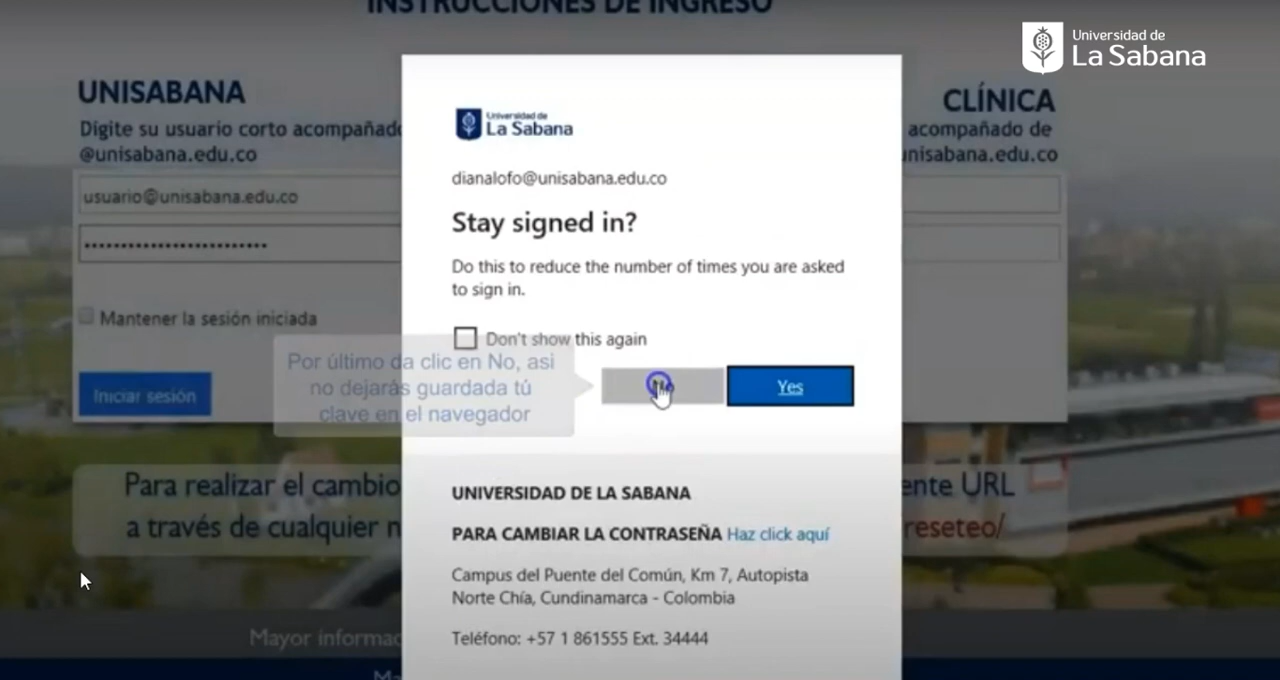 INSTRUCCIONES DE INGRESO
Universidad de
La Sabana
UNISABANA
Digite su usuario corto acompañado
@unisabana.edu.co
usuario@unisabana.edu.co
Mantener la sesión iniciada
Iniciar sesión
CLÍNICA
acompañado de
unisabana.edu.co
Universidad de
La Sabana
dianalofo@unisabana.edu.co
Stay signed in?
Do this to reduce the number of times you are asked
to sign in.
Don't show this again
Por último da clic en No, asi
no dejarás guardada tú
clave en el navegador
No
Yes
UNIVERSIDAD DE LA SABANA
PARA CAMBIAR LA CONTRASEÑA Haz click aquí
Campus del Puente del Común, Km 7, Autopista
Norte Chía, Cundinamarca - Colombia
Teléfono: +57 1 861555 Ext. 34444
Para realizar el cambio
a través de cualquier n
ente URL
reseteo/
Mayor informac